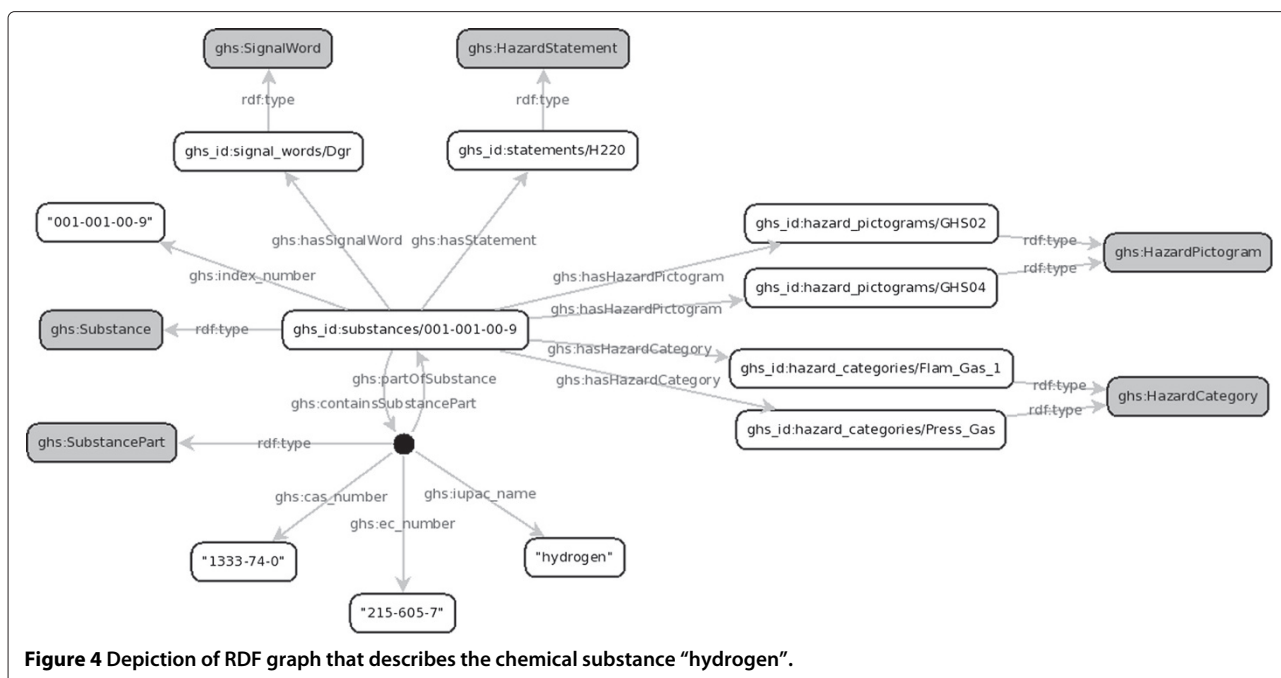 ghs:SignalWord
ghs:HazardStatement
rdf:type
rdf:type
ghs_id:signal_words/Dgr
ghs_id:statements/H220
"001-001-00-9"
ghs:hasSignalWord
ghs:hasStatement
ghs_id:hazard_pictograms/GHS02
rdf:type
ghs:HazardPictogram
ghs:index_number
ghs:hasHazardPictogram
rdf:type
ghs_id:hazard_pictograms/GHS04
ghs:hasHazardPictogram
ghs:Substance
rdf:type
ghs_id:substances/001-001-00-9
ghs:hasHazardCategory
ghs_id:hazard_categories/Flam_Gas_1
rdf:type
ghs:HazardCategory
ghs:partOfSubstance
ghs:hasHazardCategory
ghs:containsSubstancePart
rdf:type
ghs_id:hazard_categories/Press_Gas
ghs:SubstancePart
rdf:type
ghs:cas_number
ghs:iupac_name
ghs:ec_number
"1333-74-0"
"hydrogen"
"215-605-7"
Figure 4 Depiction of RDF graph that describes the chemical substance “hydrogen”.